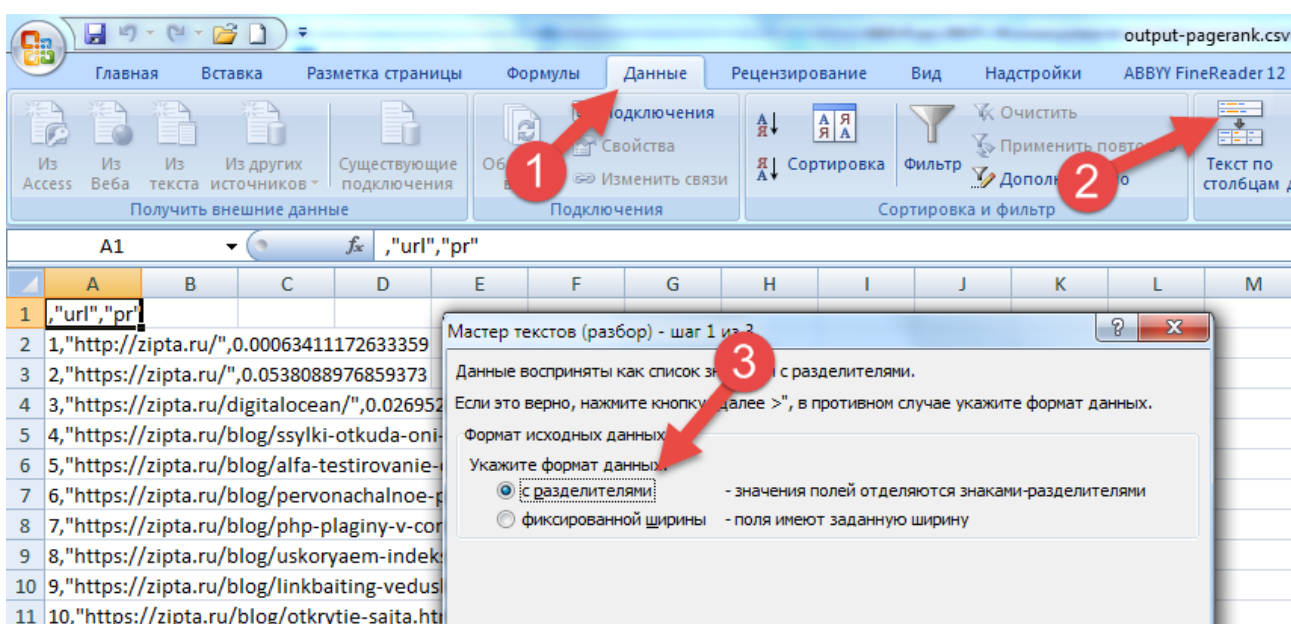 output-pagerank.csv
Главная Вставка Разметка страницы Формулы Данные Рецензирование Вид Надстройки ABBYY FineReader 12
Из Access
Из Веба
Из текста
Из других источников
Существующие подключения
Подключения
Свойства
Изменить связи
Сортировка
Фильтр
Очистить
Применить
Текст по столбцам
Получить внешние данные
Подключения
Сортировка и фильтр
1
2
A1
,"url","pr"
A B C D E F G H I J K L M
1 ,"url","pr"
2 1,"http://zipta.ru/",0.00063411172633359
3 2,"https://zipta.ru/",0.0538088976859373
4 3,"https://zipta.ru/digitalocean/",0.026952
5 4,"https://zipta.ru/blog/ssylki-otkuda-oni-
6 5,"https://zipta.ru/blog/alfa-testirovanie-
7 6,"https://zipta.ru/blog/pervonachalnoe-
8 7,"https://zipta.ru/blog/php-plaginy-v-
9 8,"https://zipta.ru/blog/uskoryaem-indek
10 9,"https://zipta.ru/blog/linkbaiting-vedus
11 10,"https://zipta.ru/blog/otkrytie-saita.ht
Мастер текстов (разбор) - шаг 1 из 3
3
Данные восприняты как список с разделителями.
Если это верно, нажмите кнопку далее >", в противном случае укажите формат данных.
Формат исходных данных
Укажите формат данных:
с разделителями - значения полей отделяются знаками-разделителями
фиксированной ширины - поля имеют заданную ширину